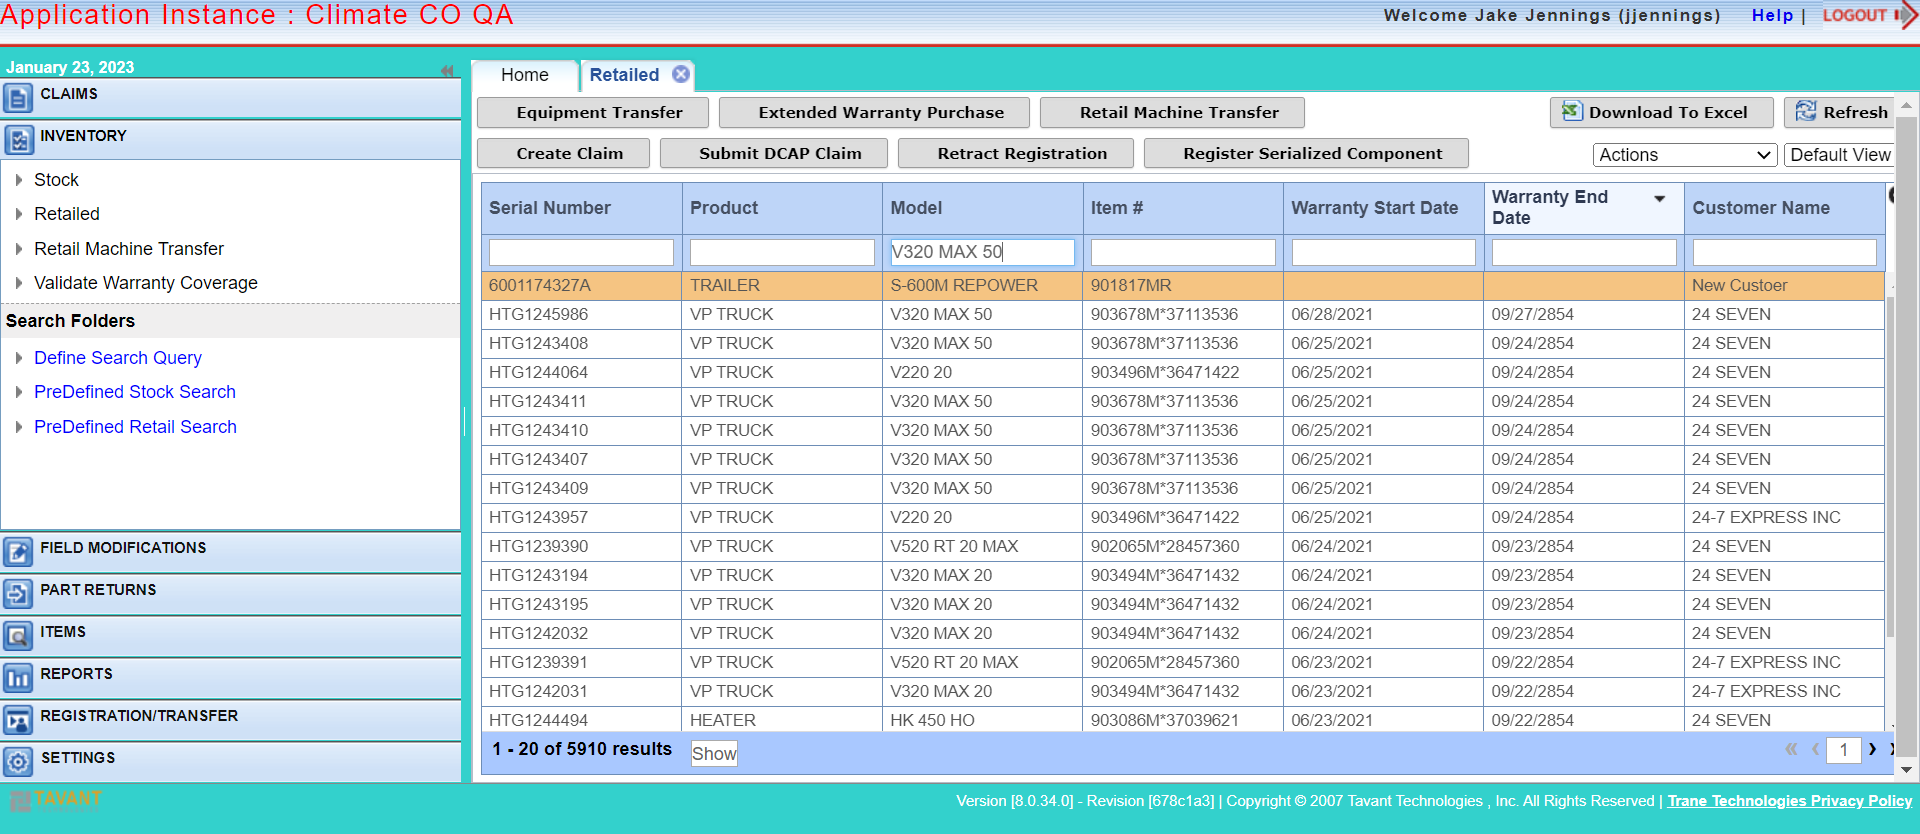 Application Instance : Climate CO QA
Welcome Jake Jennings (jjennings) Help | LOGOUT
January 23, 2023
CLAIMS
INVENTORY
Stock
Retailed
Retail Machine Transfer
Validate Warranty Coverage
Search Folders
Define Search Query
PreDefined Stock Search
PreDefined Retail Search
FIELD MODIFICATIONS
PART RETURNS
ITEMS
REPORTS
REGISTRATION/TRANSFER
SETTINGS
Home Retailed
Equipment Transfer Extended Warranty Purchase Retail Machine Transfer Download To Excel Refresh
Create Claim Submit DCAP Claim Retract Registration Register Serialized Component Actions Default View
Serial Number Product Model Item # Warranty Start Date Warranty End Date Customer Name
V320 MAX 50
6001174327A TRAILER S-600M REPOWER 901817MR New Custoer
HTG1245986 VP TRUCK V320 MAX 50 903678M*37113536 06/28/2021 09/27/2854 24 SEVEN
HTG1243408 VP TRUCK V320 MAX 50 903678M*37113536 06/25/2021 09/24/2854 24 SEVEN
HTG1244064 VP TRUCK V220 20 903496M*36471422 06/25/2021 09/24/2854 24 SEVEN
HTG1243411 VP TRUCK V320 MAX 50 903678M*37113536 06/25/2021 09/24/2854 24 SEVEN
HTG1243410 VP TRUCK V320 MAX 50 903678M*37113536 06/25/2021 09/24/2854 24 SEVEN
HTG1243407 VP TRUCK V320 MAX 50 903678M*37113536 06/25/2021 09/24/2854 24 SEVEN
HTG1243409 VP TRUCK V320 MAX 50 903678M*37113536 06/25/2021 09/24/2854 24 SEVEN
HTG1243957 VP TRUCK V220 20 903496M*36471422 06/25/2021 09/24/2854 24-7 EXPRESS INC
HTG1239390 VP TRUCK V520 RT 20 MAX 902065M*28457360 06/24/2021 09/23/2854 24 SEVEN
HTG1243194 VP TRUCK V320 MAX 20 903494M*36471432 06/24/2021 09/23/2854 24 SEVEN
HTG1243195 VP TRUCK V320 MAX 20 903494M*36471432 06/24/2021 09/23/2854 24 SEVEN
HTG1242032 VP TRUCK V320 MAX 20 903494M*36471432 06/24/2021 09/23/2854 24 SEVEN
HTG1239391 VP TRUCK V520 RT 20 MAX 902065M*28457360 06/23/2021 09/22/2854 24-7 EXPRESS INC
HTG1242031 VP TRUCK V320 MAX 20 903494M*36471432 06/23/2021 09/22/2854 24-7 EXPRESS INC
HTG1244494 HEATER HK 450 HO 903086M*37039621 06/23/2021 09/22/2854 24 SEVEN
1 - 20 of 5910 results Show 1
TAVANT
Version [8.0.34.0] - Revision [678c1a3] | Copyright © 2007 Tavant Technologies , Inc. All Rights Reserved | Trane Technologies Privacy Policy